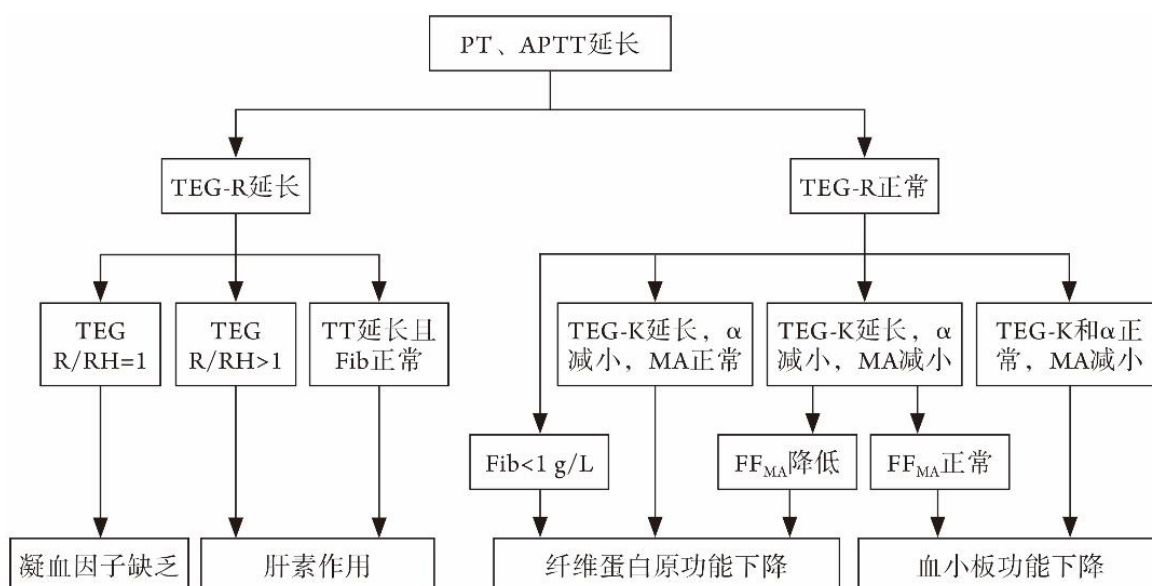 PT、APTT延长
TEG-R延长
TEG-R正常
TEG
R/RH=1
TEG
R/RH>1
TT延长且
Fib正常
TEG-K延长，α
减小，MA正常
TEG-K延长，α
减小，MA减小
TEG-K和α正
常，MA减小
Fib<1 g/L
FFMA降低
FFMA正常
凝血因子缺乏
肝素作用
纤维蛋白原功能下降
血小板功能下降